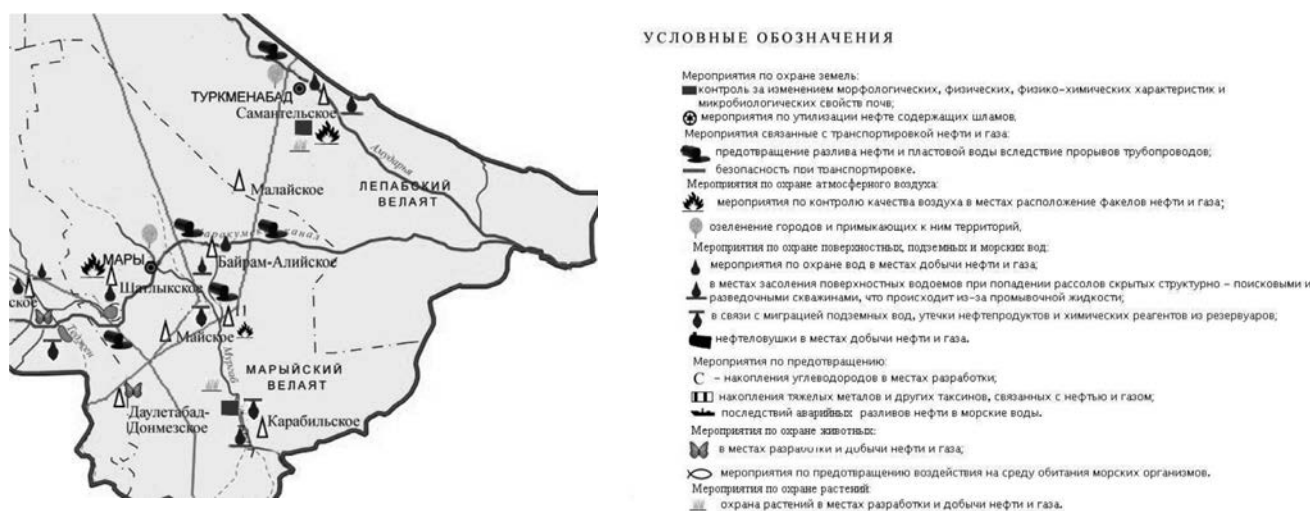 ТУРКМЕНАБАД
Самантельское
Амударья
ЛЕПАБСКИЙ
ВЕЛАЯТ
Малайское
каракумский канал
Байрам-Алийское
МАРЫ
Шатлыкское
ское
Теджен
Майское
Мургаб
МАРЫЙСКИЙ
ВЕЛАЯТ
Даулетабад-
Донмезское
Карабильское
УСЛОВНЫЕ ОБОЗНАЧЕНИЯ
Мероприятия по охране земель:
контроль за изменением морфологических, физических, физико-химических характеристик и
микробиологических свойств почв;
мероприятия по утилизации нефте содержащих шламов.
Мероприятия связанные с транспортировкой нефти и газа:
предотвращение разлива нефти и пластовой воды вследствие прорывов трубопроводов;
безопасность при транспортировке.
Мероприятия по охране атмосферного воздуха:
мероприятия по контролю качества воздуха в местах расположение факелов нефти и газа;
озеленение городов и примыкающих к ним территорий.
Мероприятия по охране поверхностных, подземных и морских вод:
мероприятия по охране вод в местах добычи нефти и газа;
в местах засоления поверхностных водоемов при попадении рассолов скрытых структурно – поисковыми и
разведочными скважинами, что происходит из-за промывочной жидкости;
в связи с миграцией подземных вод, утечки нефтепродуктов и химических реагентов из резервуаров;
нефтеловушки в местах добычи нефти и газа.
Мероприятия по предотвращению:
С – накопления углеводородов в местах разработки;
накопления тяжелых металов и других таксинов, связанных с нефтью и газом;
последствий аварийных разливов нефти в морские воды.
Мероприятия по охране животных:
в местах разработки и добычи нефти и газа;
мероприятия по предотвращению воздействия на среду обитания морских организмов.
Мероприятия по охране растений:
охрана растений в местах разработки и добычи нефти и газа.